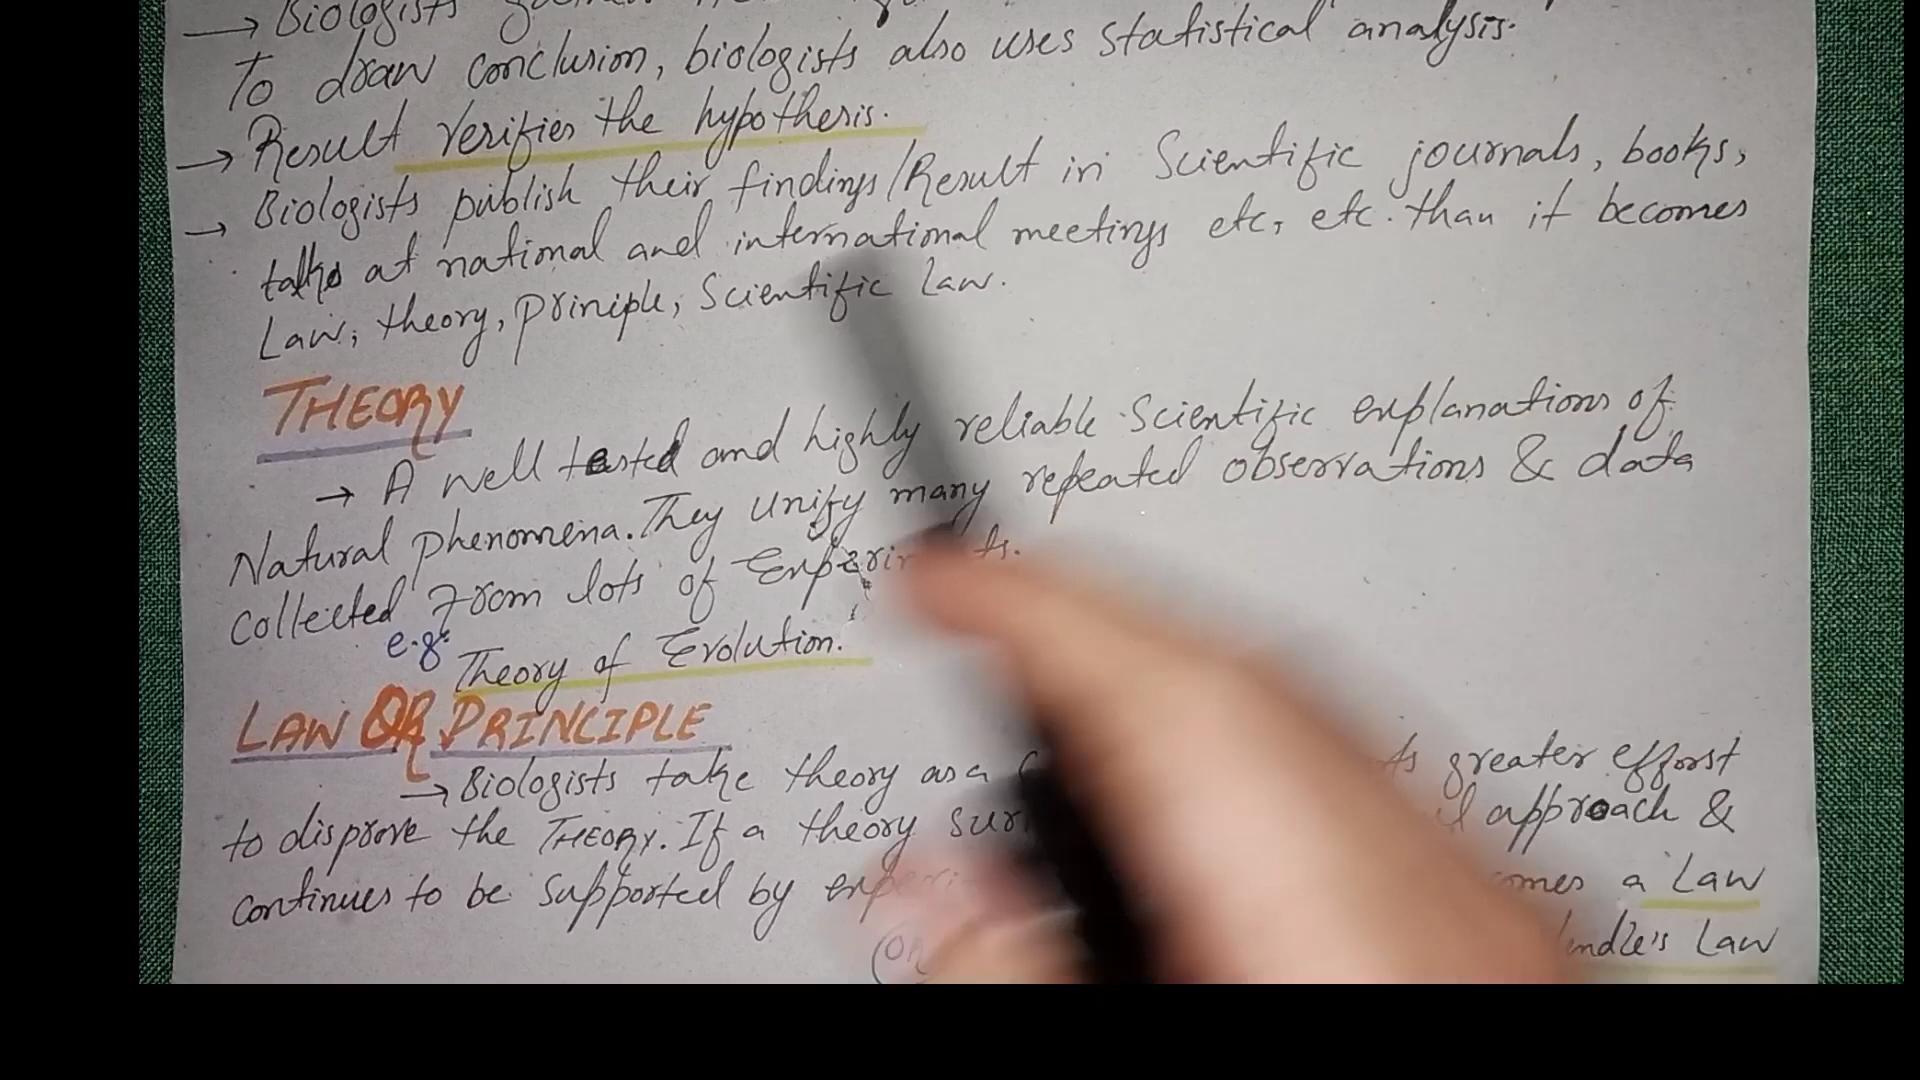 → Biologists
To draw conclusion, biologists also uses statistical analysis.
→ Result verifies the hypothesis.
→ Biologists publish their findings/Result in Scientific journals, books,
talks at national and international meetings etc, etc. than it becomes
Law, theory, priniple, Scientific Law.
THEORY
→ A well tested and highly reliable Scientific explanations of
Natural phenomena. They unify many repeated observations & data
collected from lots of
e.g: Theory of Evolution.
LAW OR PRINCIPLE
→ Biologists take theory as a greater effort
to disprove the THEORY. If a theory approach &
continues to be supported by a Law
(OR Law